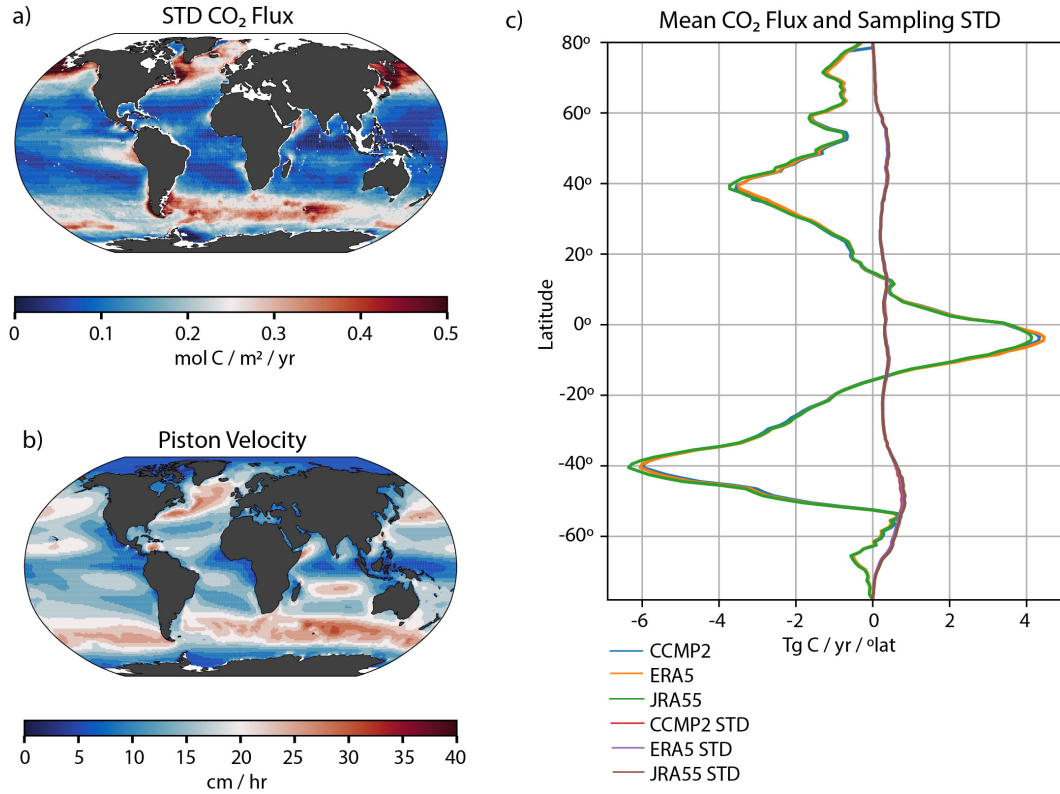 a)
STD CO₂ Flux
0 0.1 0.2 0.3 0.4 0.5
mol C / m² / yr
b)
Piston Velocity
0 5 10 15 20 25 30 35 40
cm / hr
c)
Mean CO₂ Flux and Sampling STD
80º
60º
40º
20º
0º
-20º
-40º
-60º
Latitude
-6 -4 -2 0 2 4
Tg C / yr / ºlat
CCMP2
ERA5
JRA55
CCMP2 STD
ERA5 STD
JRA55 STD